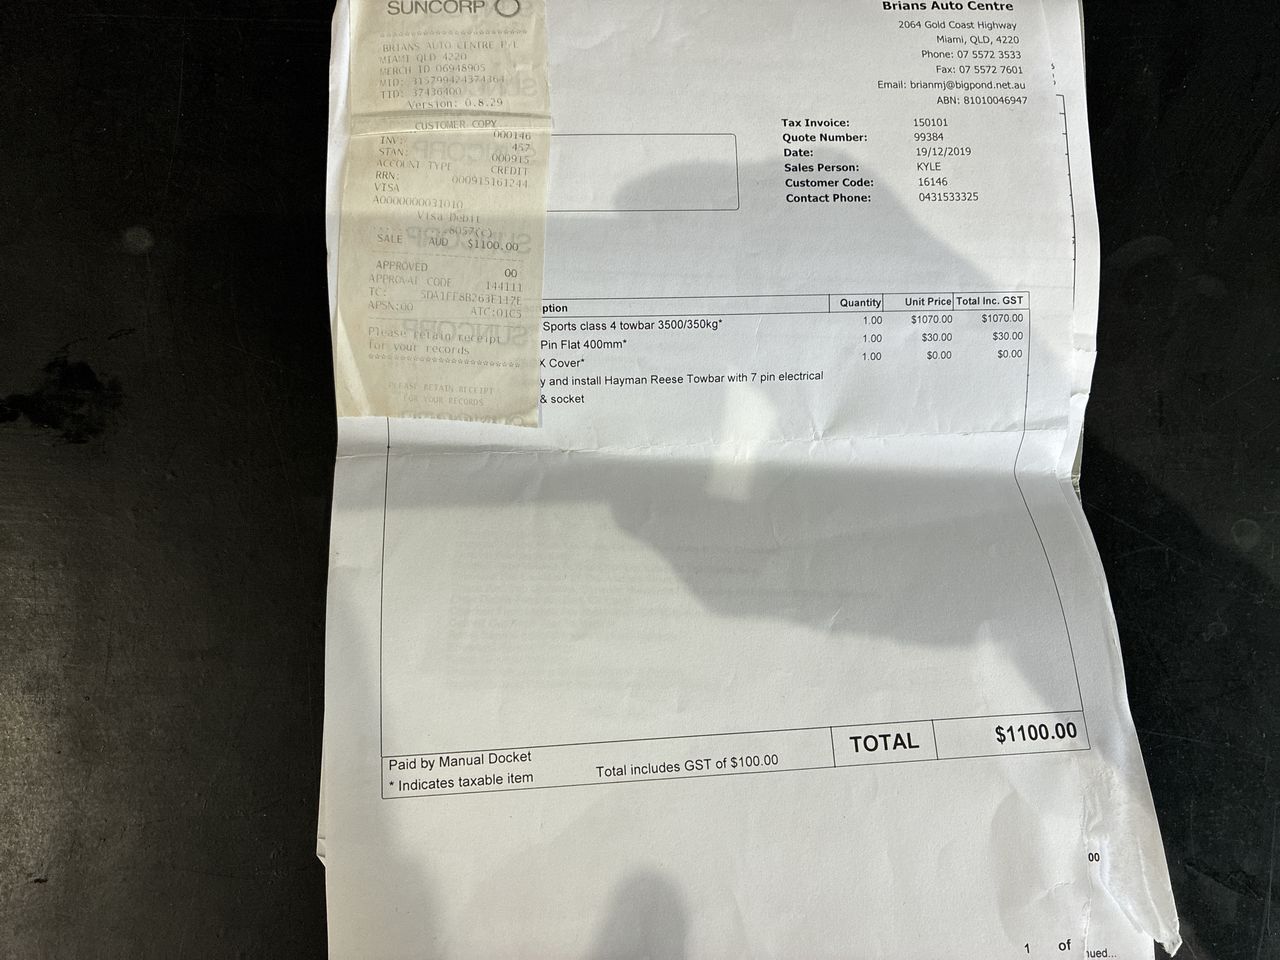 SUNCORP
BRIANS AUTO CENTRE P/L
MIAMI QLD 4220
MERCH ID 06948905
MID: 315799424374364
TID: 37436400
Version: 0.8.29
CUSTOMER COPY
INV: 000146
STAN: 457
000915
ACCOUNT TYPE CREDIT
RRN: 000915161244
VISA
A0000000031010
Visa Debit
8057(c)
SALE AUD $1100.00
APPROVED 00
APPROVAL CODE 144111
TC: 5DA1FF8B263F117E
APSN:00 ATC:01C5
Please retain receipt
for your records
PLEASE RETAIN RECEIPT
FOR YOUR RECORDS
Brians Auto Centre
2064 Gold Coast Highway
Miami, QLD, 4220
Phone: 07 5572 3533
Fax: 07 5572 7601
Email: brianmj@bigpond.net.au
ABN: 81010046947
Tax Invoice: 150101
Quote Number: 99384
Date: 19/12/2019
Sales Person: KYLE
Customer Code: 16146
Contact Phone: 0431533325
ption Quantity Unit Price Total Inc. GST
Sports class 4 towbar 3500/350kg* 1.00 $1070.00 $1070.00
Pin Flat 400mm* 1.00 $30.00 $30.00
X Cover* 1.00 $0.00 $0.00
y and install Hayman Reese Towbar with 7 pin electrical
& socket
Paid by Manual Docket
* Indicates taxable item
Total includes GST of $100.00
TOTAL $1100.00
00
1 of
nued...